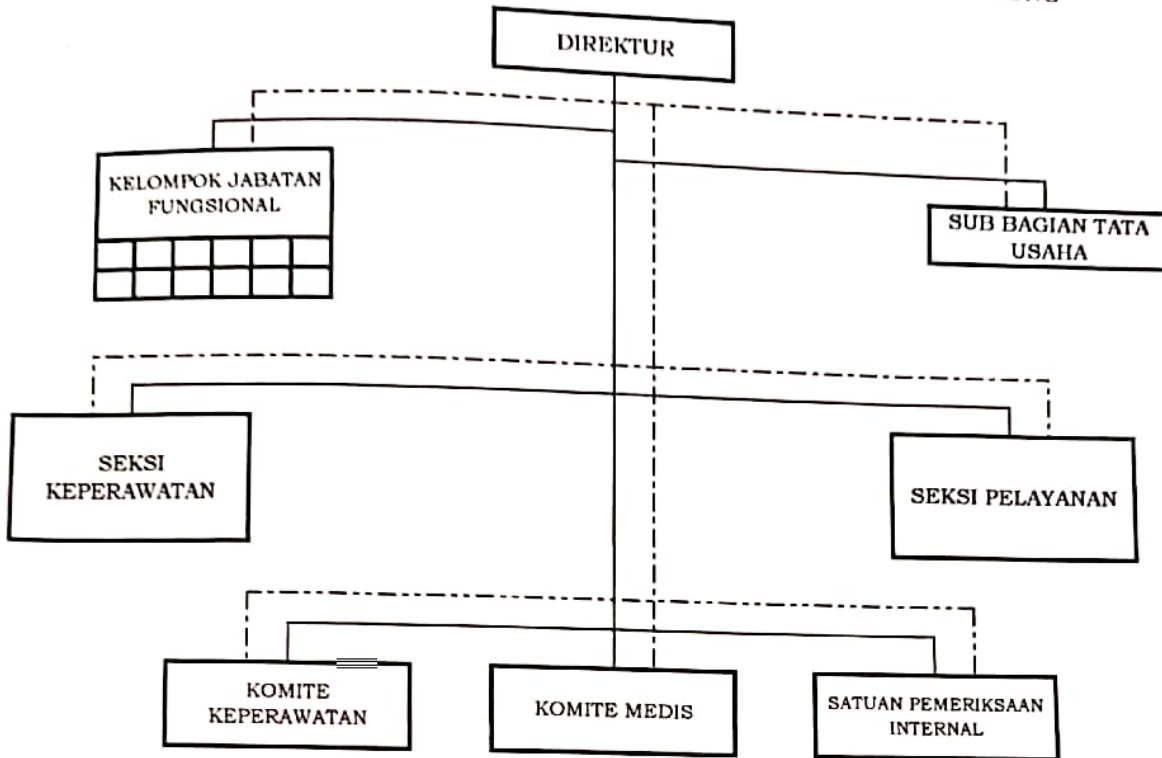 DIREKTUR
KELOMPOK JABATAN
FUNGSIONAL
SUB BAGIAN TATA
USAHA
SEKSI
KEPERAWATAN
SEKSI PELAYANAN
KOMITE
KEPERAWATAN
KOMITE MEDIS
SATUAN PEMERIKSAAN
INTERNAL